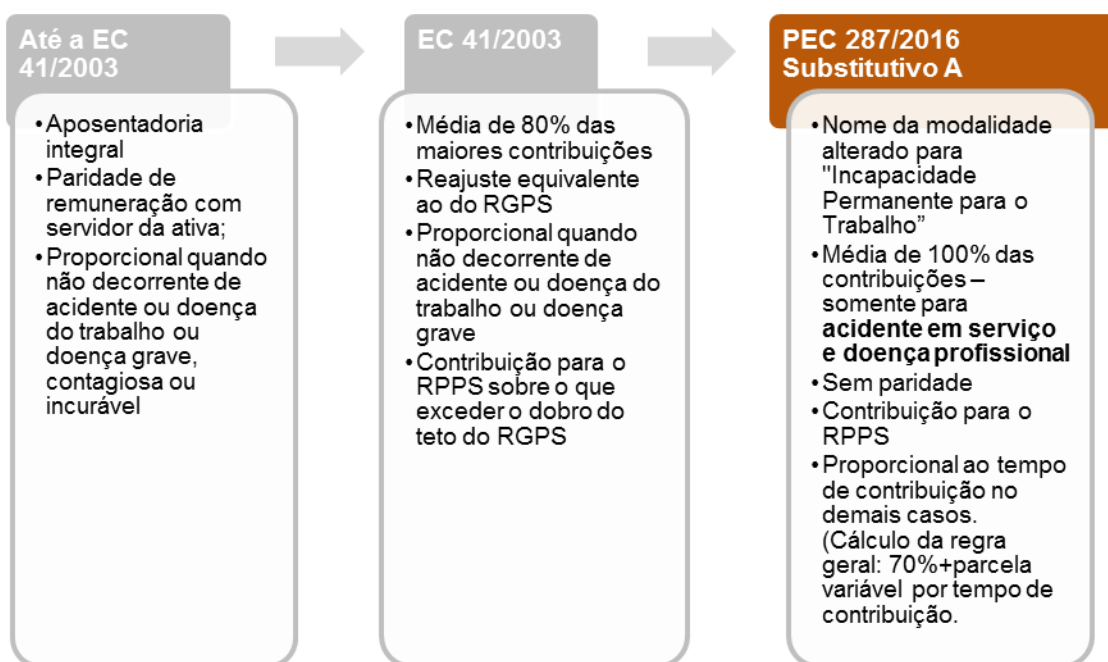 Até a EC
41/2003
•Aposentadoria
integral
•Paridade de
remuneração com
servidor da ativa;
•Proporcional quando
não decorrente de
acidente ou doença
do trabalho ou
doença grave,
contagiosa ou
incurável
EC 41/2003
•Média de 80% das
maiores contribuições
•Reajuste equivalente
ao do RGPS
•Proporcional quando
não decorrente de
acidente ou doença do
trabalho ou doença
grave
•Contribuição para o
RPPS sobre o que
exceder o dobro do
teto do RGPS
PEC 287/2016
Substitutivo A
•Nome da modalidade
alterado para
"Incapacidade
Permanente para o
Trabalho”
•Média de 100% das
contribuições –
somente para
acidente em serviço
e doença profissional
•Sem paridade
•Contribuição para o
RPPS
•Proporcional ao tempo
de contribuição no
demais casos.
(Cálculo da regra
geral: 70%+parcela
variável por tempo de
contribuição.